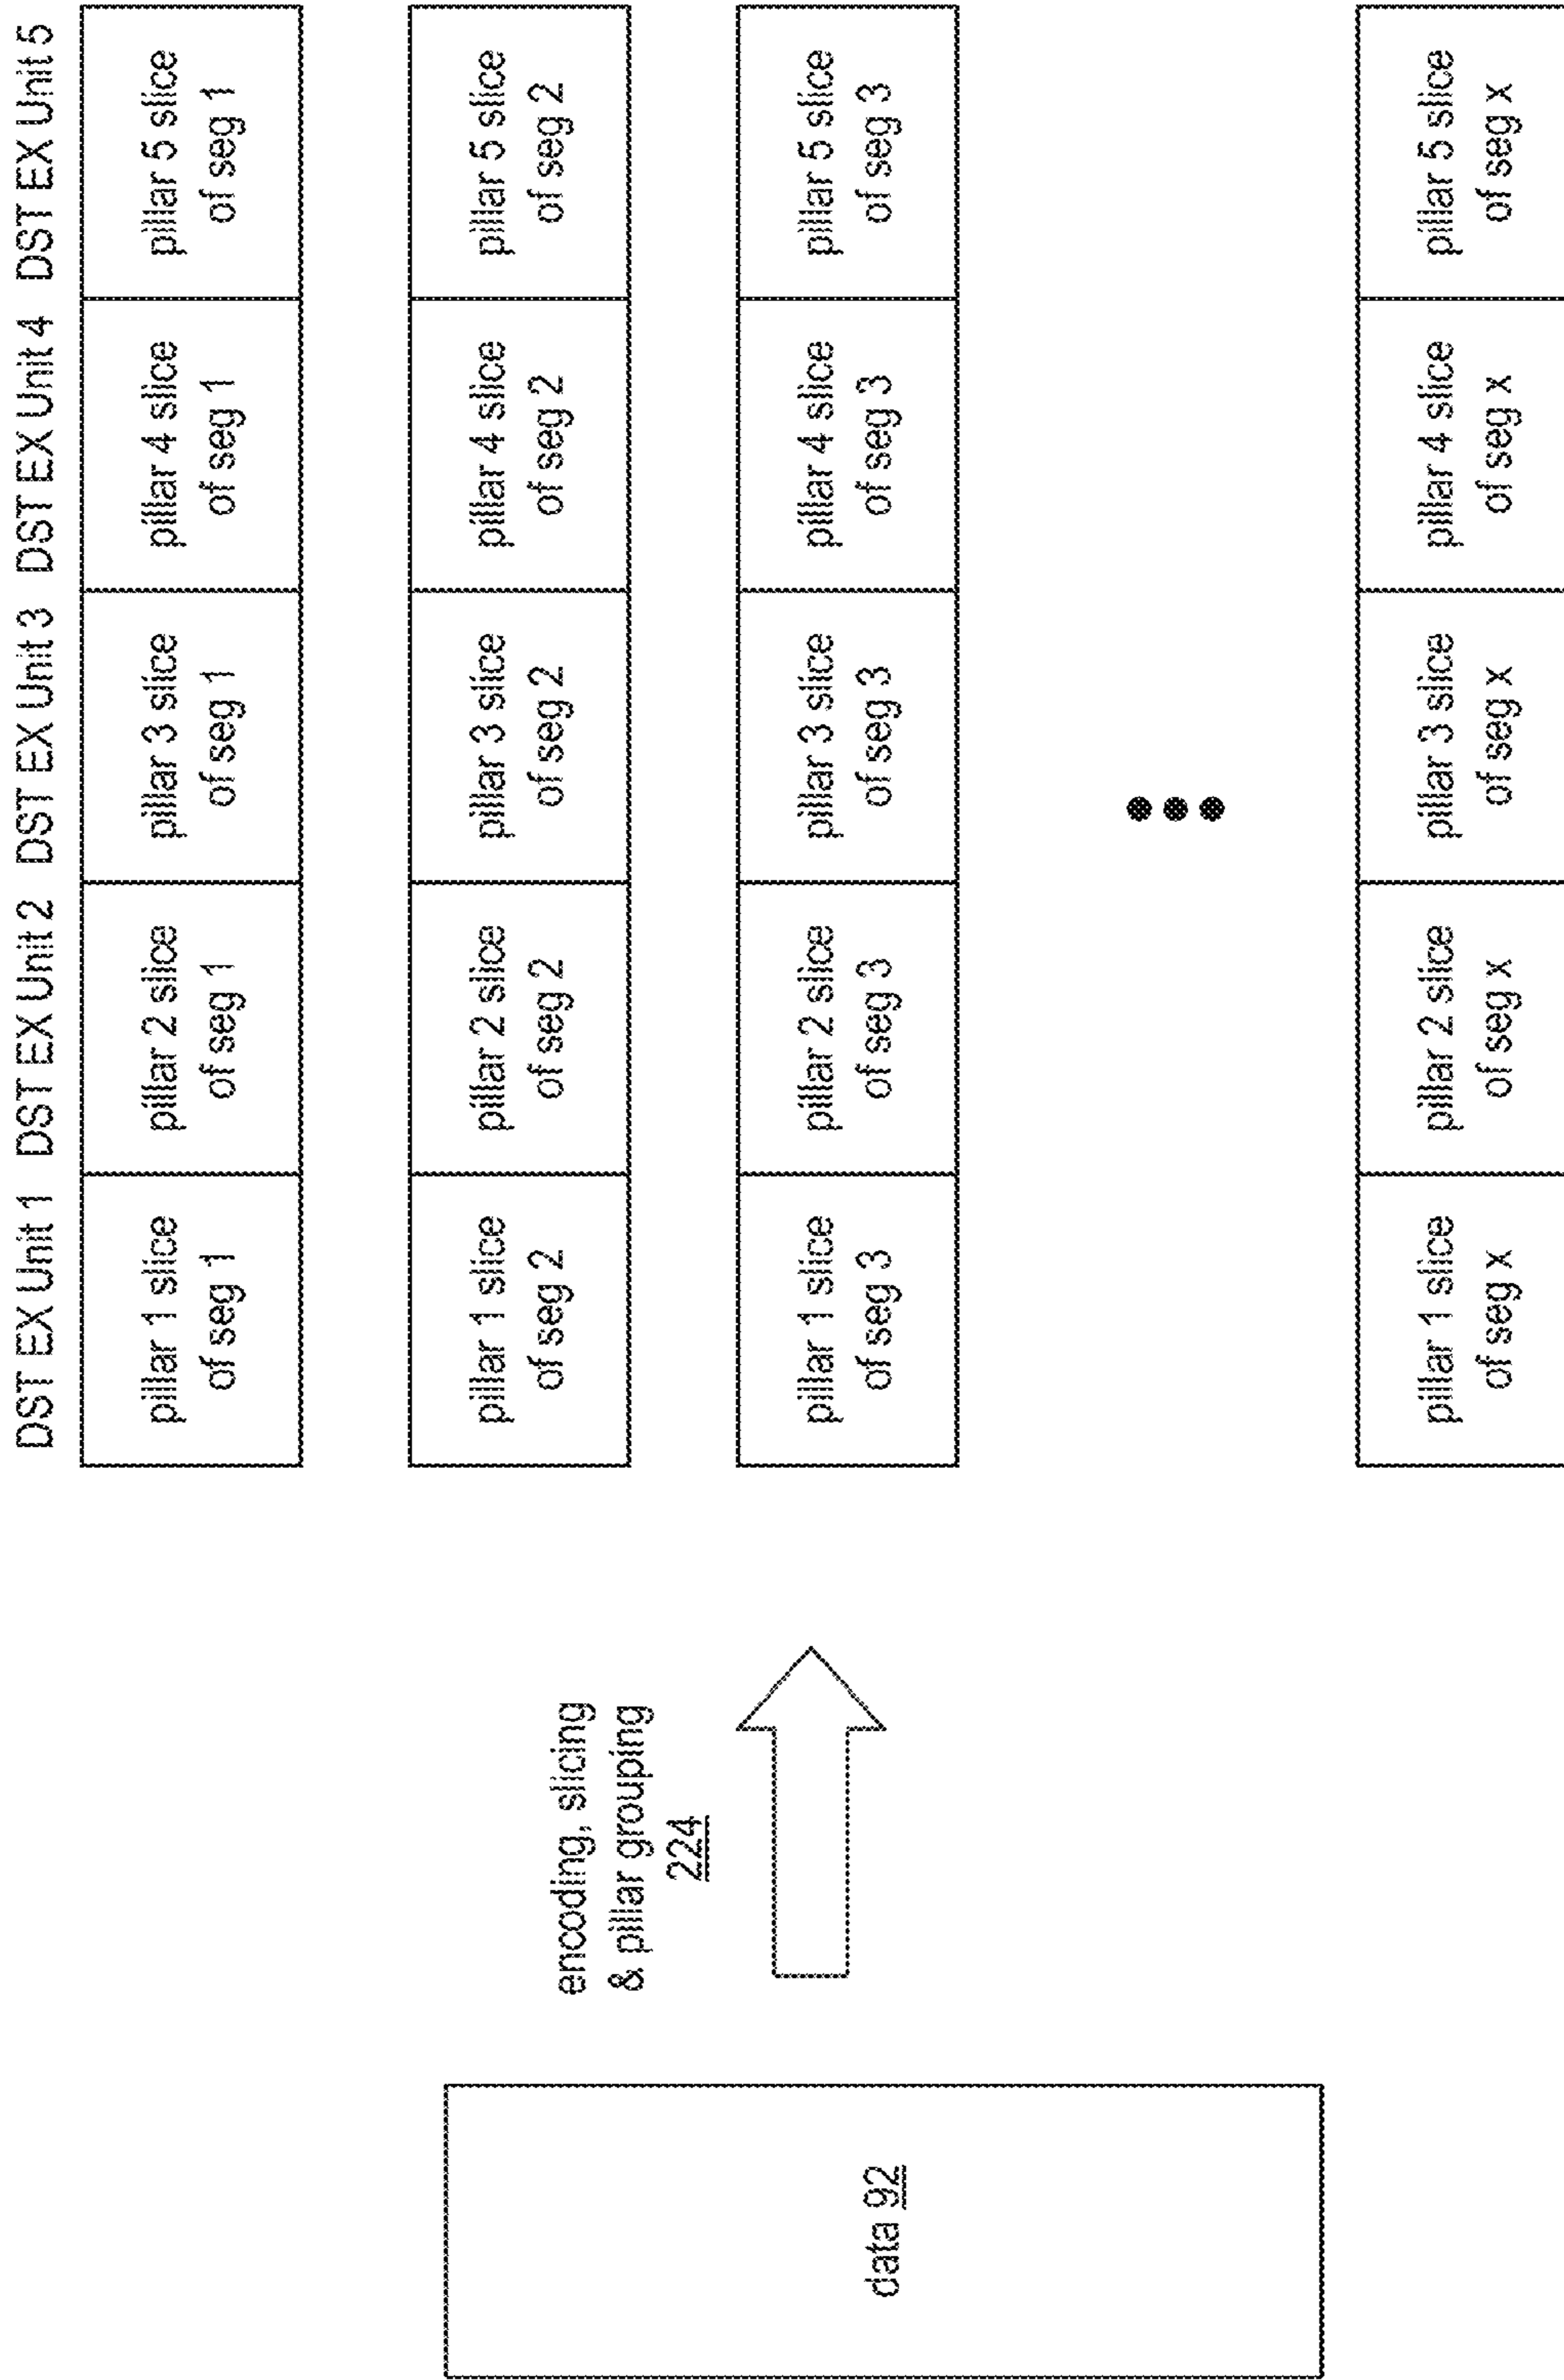 DST EX Unit 1 DST EX Unit 2 DST EX Unit 3 DST EX Unit 4 DST EX Unit 5
pillar 1 slice
of seg 1
pillar 2 slice
of seg 1
pillar 3 slice
of seg 1
pillar 4 slice
of seg 1
pillar 5 slice
of seg 1
pillar 1 slice
of seg 2
pillar 2 slice
of seg 2
pillar 3 slice
of seg 2
pillar 4 slice
of seg 2
pillar 5 slice
of seg 2
pillar 1 slice
of seg 3
pillar 2 slice
of seg 3
pillar 3 slice
of seg 3
pillar 4 slice
of seg 3
pillar 5 slice
of seg 3
pillar 1 slice
of seg x
pillar 2 slice
of seg x
pillar 3 slice
of seg x
pillar 4 slice
of seg x
pillar 5 slice
of seg x
encoding, slicing
& pillar grouping
224
data 92